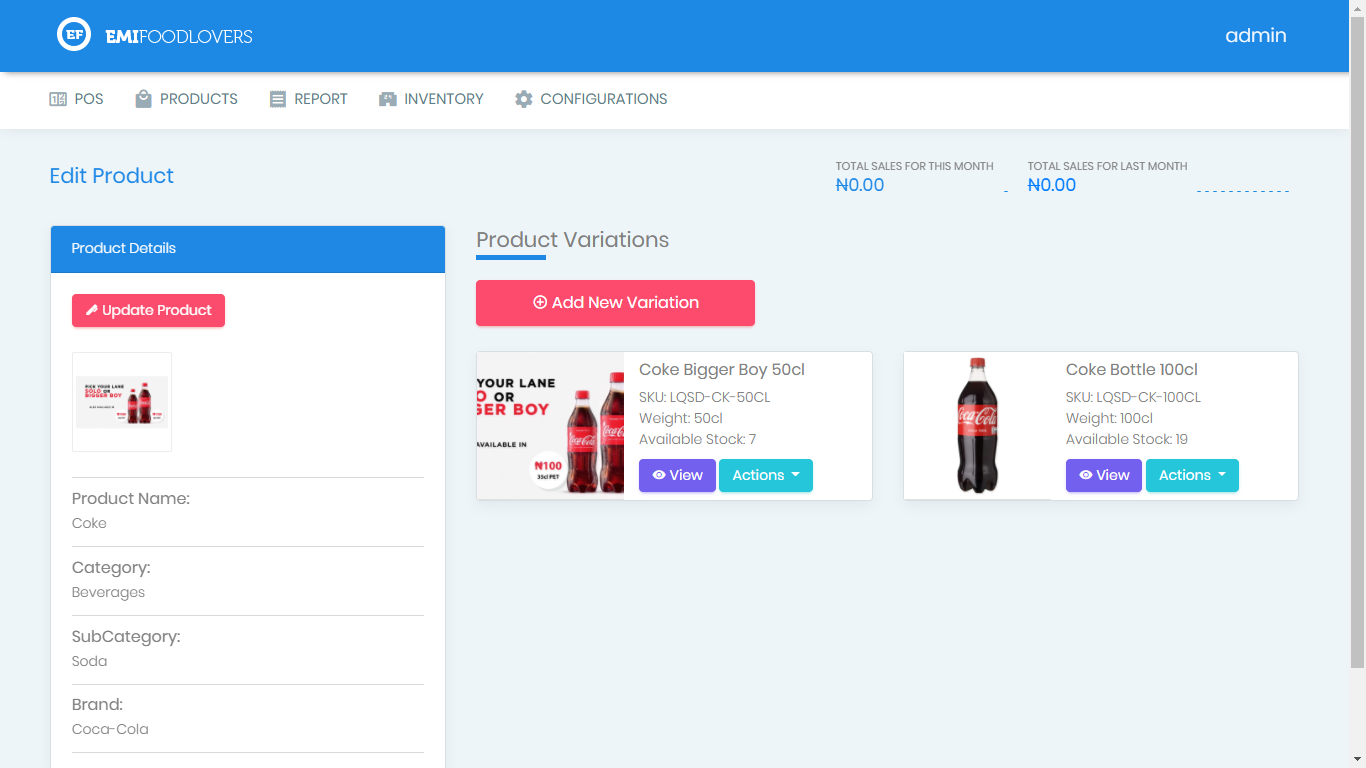 EF EMIFOODLOVERS
admin
POS PRODUCTS REPORT INVENTORY CONFIGURATIONS
Edit Product
TOTAL SALES FOR THIS MONTH
₦0.00
TOTAL SALES FOR LAST MONTH
₦0.00
Product Details
Update Product
PICK YOUR LANE
SOLO OR
BIGGER BOY
Product Name:
Coke
Category:
Beverages
SubCategory:
Soda
Brand:
Coca-Cola
Product Variations
Add New Variation
YOUR LANE
O OR
GER BOY
AVAILABLE IN
₦100
35cl PET
Coca-Cola
Coke Bigger Boy 50cl
SKU: LQSD-CK-50CL
Weight: 50cl
Available Stock: 7
View Actions
Coca-Cola
Coke Bottle 100cl
SKU: LQSD-CK-100CL
Weight: 100cl
Available Stock: 19
View Actions